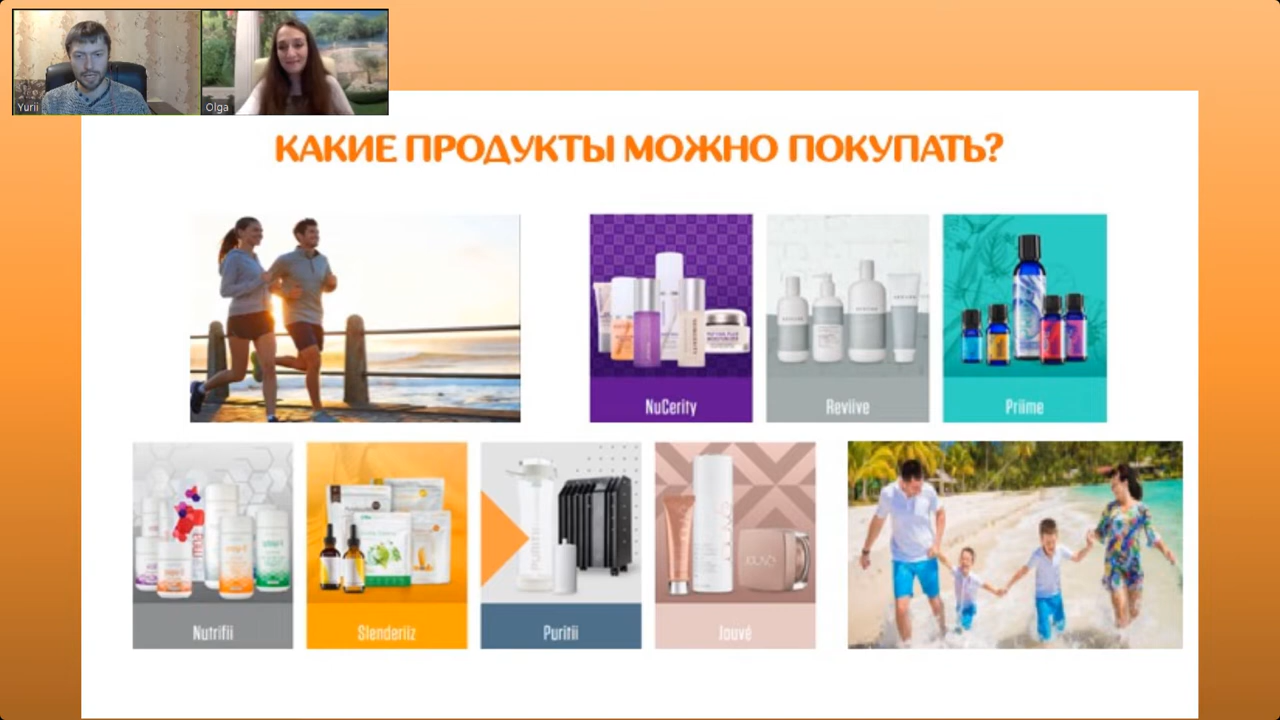 Yurii
Olga
КАКИЕ ПРОДУКТЫ МОЖНО ПОКУПАТЬ?
NuCerity
Reviive
Priime
Nutrifii
Slenderiiz
Puritii
Jouvé